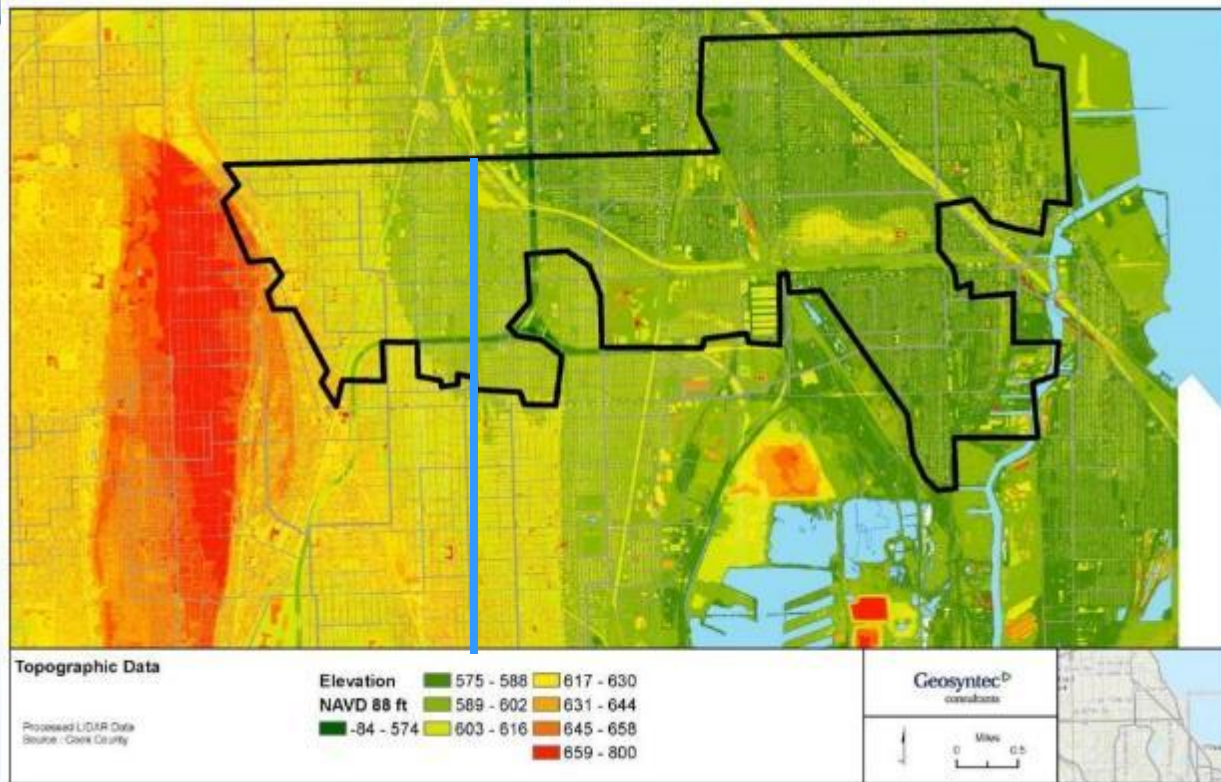 Topographic Data
Processed LIDAR Data
Source : Cook County
Elevation
NAVD 88 ft
-84 - 574
575 - 588
589 - 602
603 - 616
617 - 630
631 - 644
645 - 658
659 - 800
Geosyntec
consultants
Miles
0 0.5